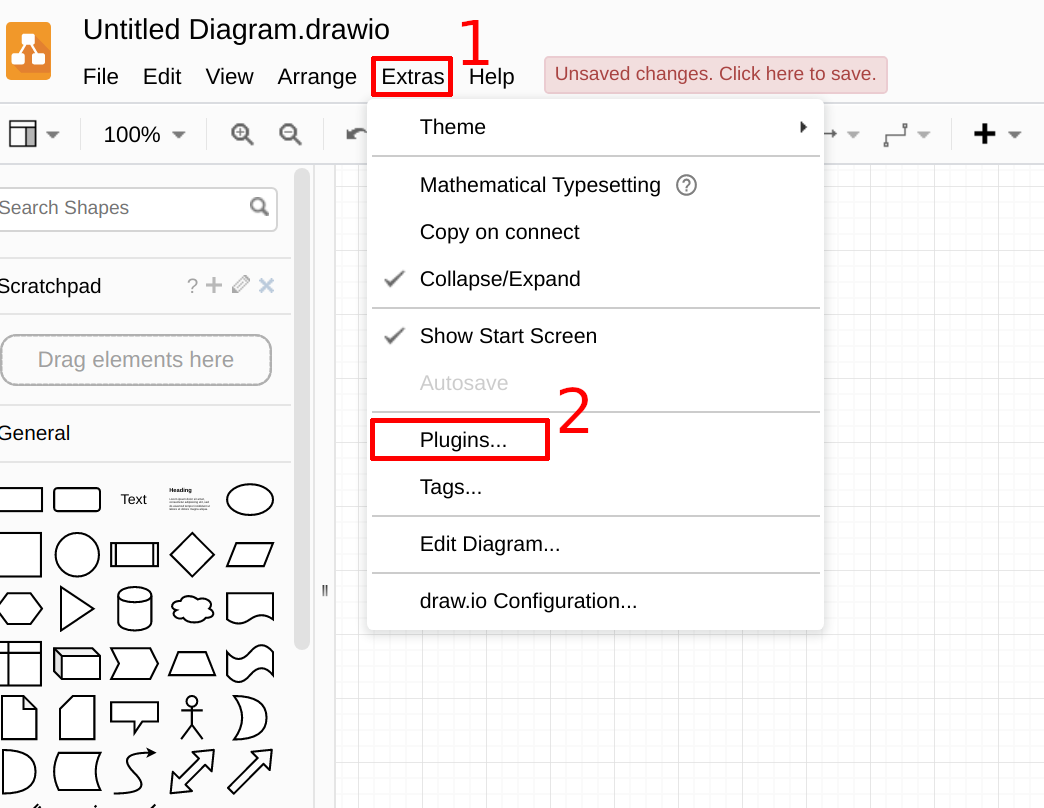 Untitled Diagram.drawio
1
File Edit View Arrange Extras Help Unsaved changes. Click here to save.
100%
Theme
Mathematical Typesetting ?
Search Shapes
Copy on connect
Scratchpad ?
Collapse/Expand
Show Start Screen
Drag elements here
Autosave
2
General
Plugins...
Tags...
Text
Heading
Edit Diagram...
draw.io Configuration...